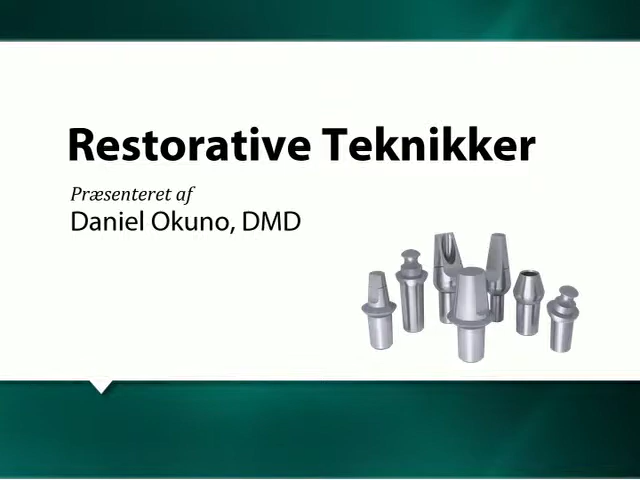 Restorative Teknikker
Præsenteret af
Daniel Okuno, DMD